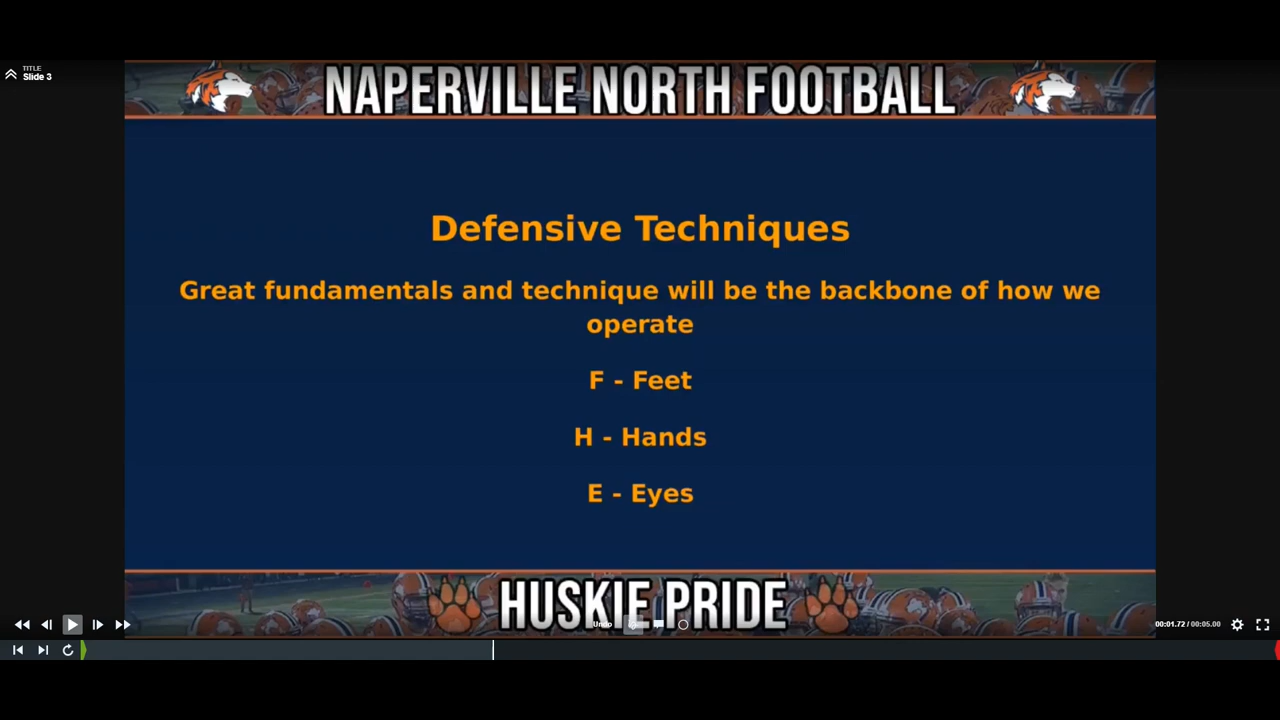 TITLE
Slide 3
NAPERVILLE NORTH FOOTBALL
Defensive Techniques
Great fundamentals and technique will be the backbone of how we
operate
F - Feet
H - Hands
E - Eyes
HUSKIE PRIDE
Undo
00:01.72 / 00:05.00